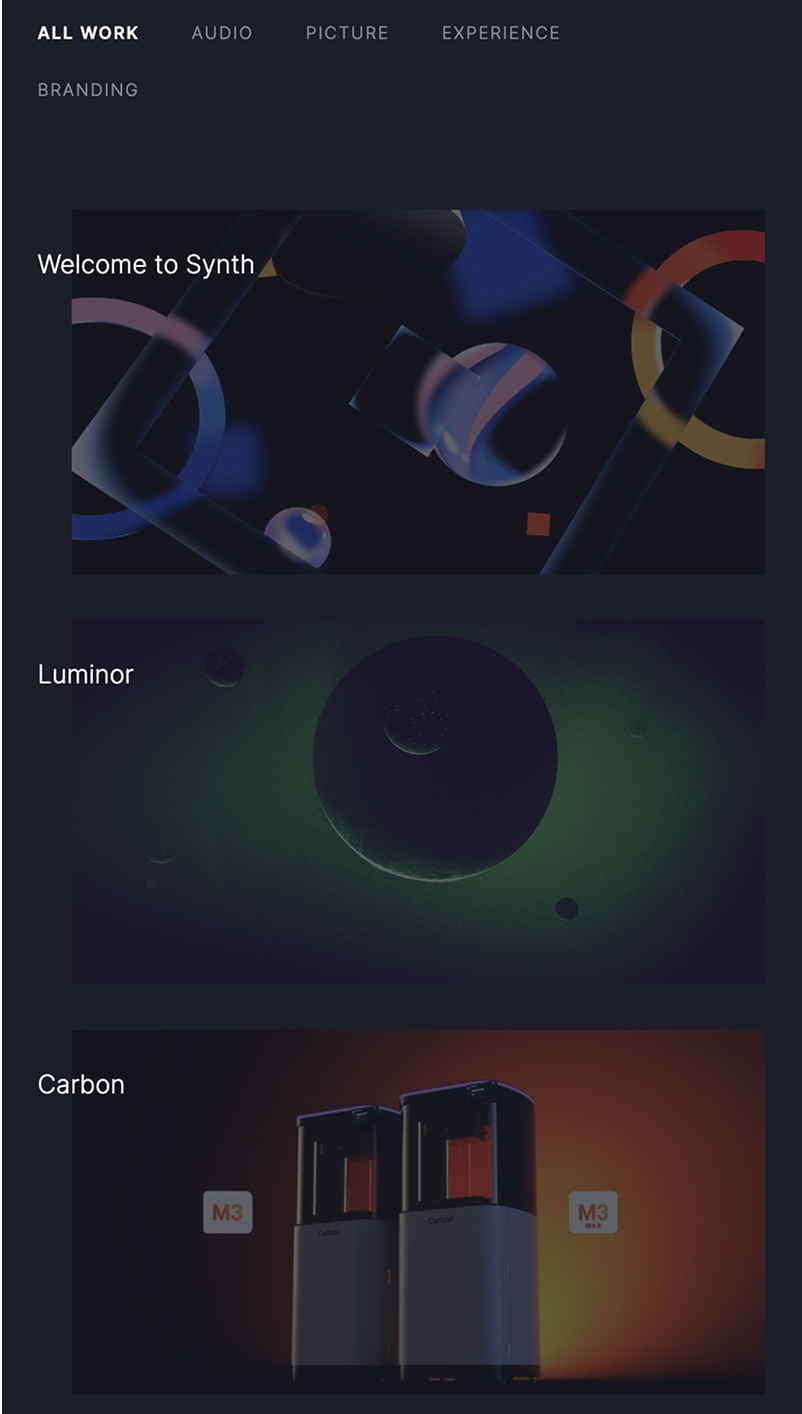 ALL WORK AUDIO PICTURE EXPERIENCE
BRANDING
Welcome to Synth
Luminor
Carbon
M3
M3
MAX
Carbon
Carbon